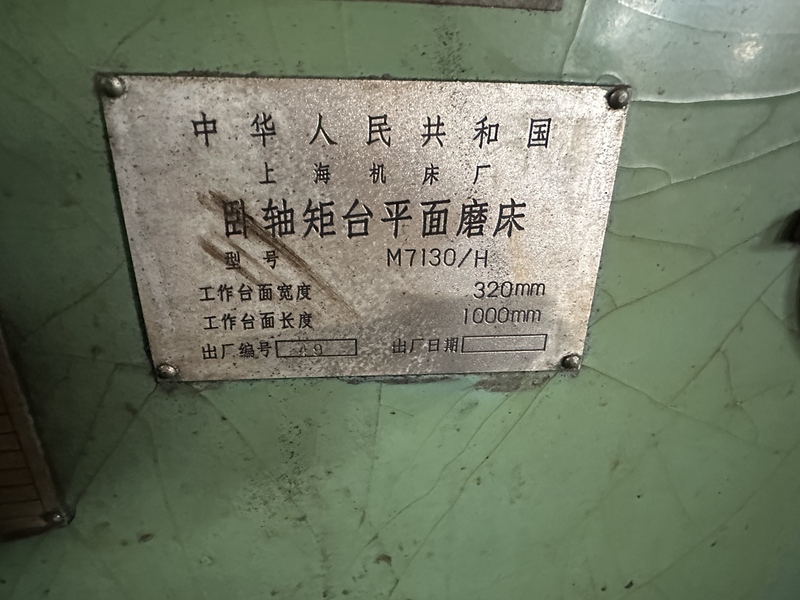 中华人民共和国
上海机床厂
卧轴矩台平面磨床
型号 M7130/H
工作台面宽度 320mm
工作台面长度 1000mm
出厂编号 出厂日期